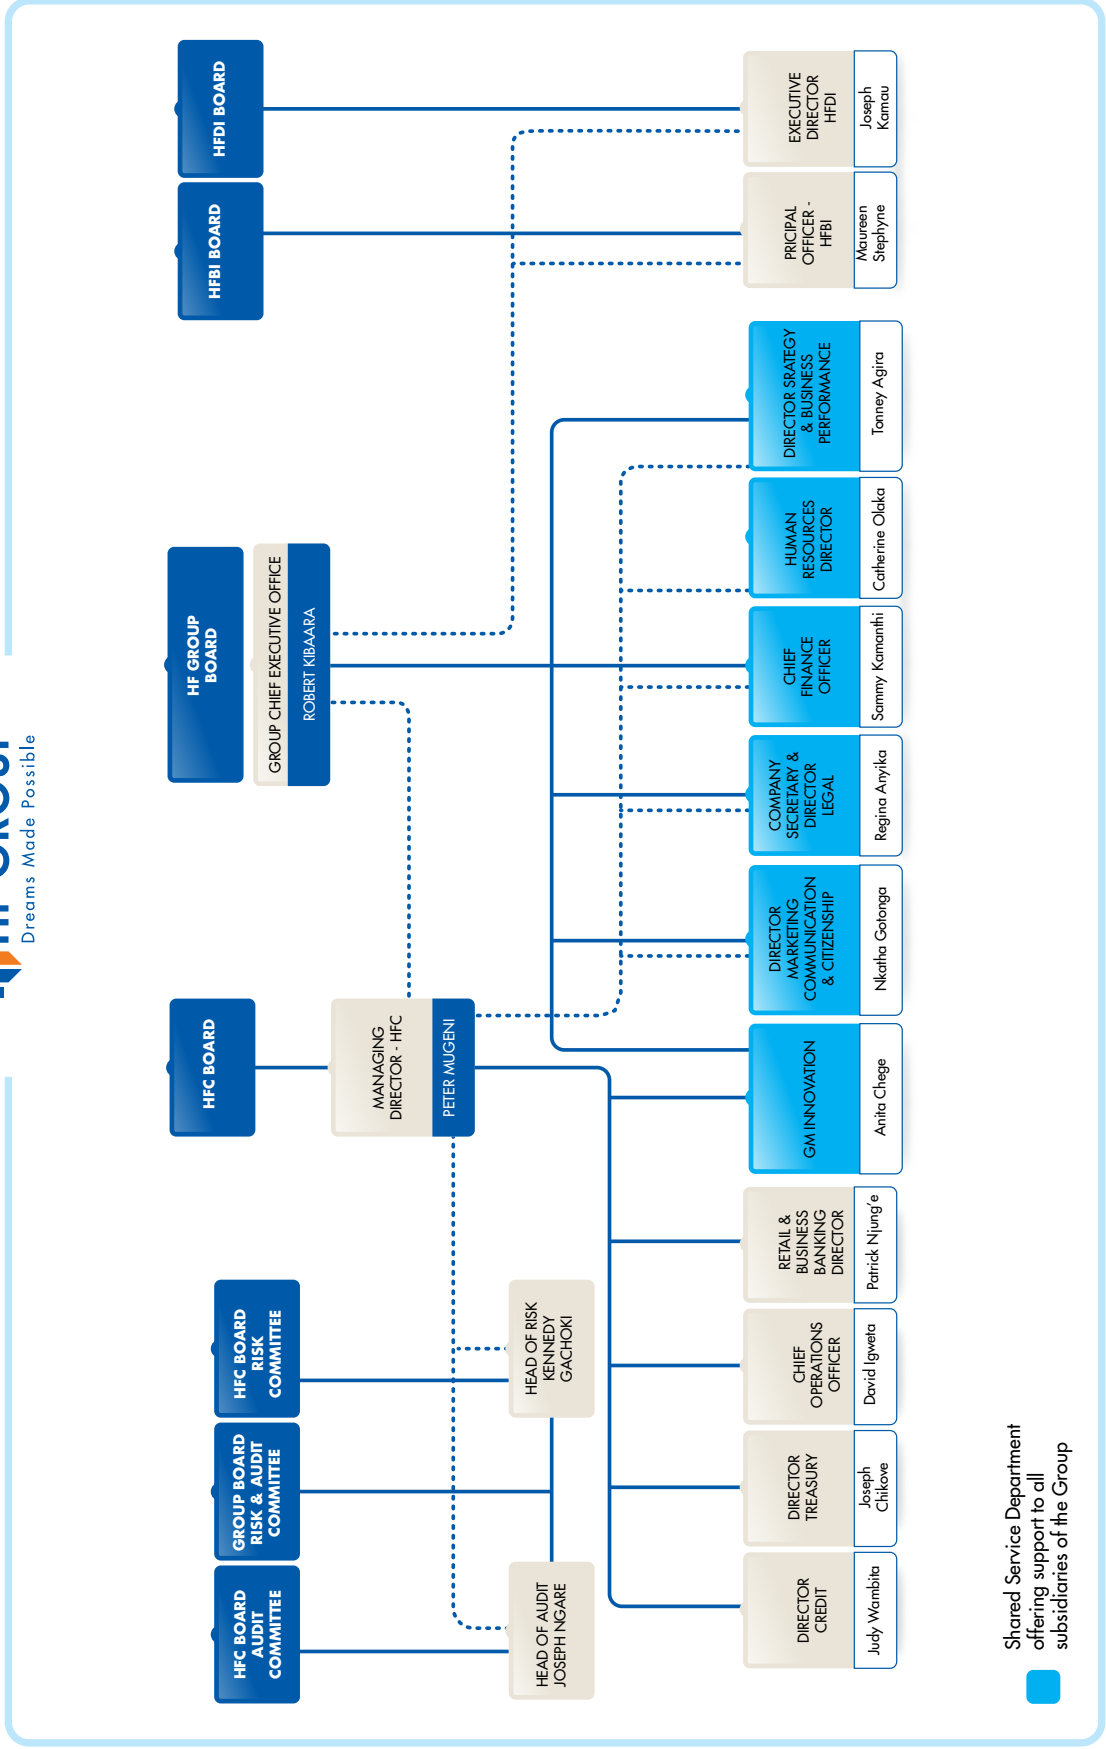 Dreams Made Possible
HFC BOARD
AUDIT
COMMITTEE
GROUP BOARD
RISK & AUDIT
COMMITTEE
HFC BOARD
RISK
COMMITTEE
HFC BOARD
HF GROUP
BOARD
HFBI BOARD
HFDI BOARD
GROUP CHIEF EXECUTIVE OFFICE
ROBERT KIBAARA
MANAGING
DIRECTOR - HFC
PETER MUGENI
HEAD OF AUDIT
JOSEPH NGARE
HEAD OF RISK
KENNEDY
GACHOKI
DIRECTOR
CREDIT
Judy Wambita
DIRECTOR
TREASURY
Joseph
Chikove
CHIEF
OPERATIONS
OFFICER
David Igweta
RETAIL &
BUSINESS
BANKING
DIRECTOR
Patrick Njung’e
GM INNOVATION
Anita Chege
DIRECTOR
MARKETING
COMMUNICATION
& CITIZENSHIP
Nkatha Gotonga
COMPANY
SECRETARY &
DIRECTOR
LEGAL
Regina Anyika
CHIEF
FINANCE
OFFICER
Sammy Kamanthi
HUMAN
RESOURCES
DIRECTOR
Catherine Olaka
DIRECTOR SRATEGY
& BUSINESS
PERFORMANCE
Tonney Agira
PRICIPAL
OFFICER -
HFBI
Maureen
Stephyne
EXECUTIVE
DIRECTOR
HFDI
Joseph
Kamau
Shared Service Department
offering support to all
subsidiaries of the Group